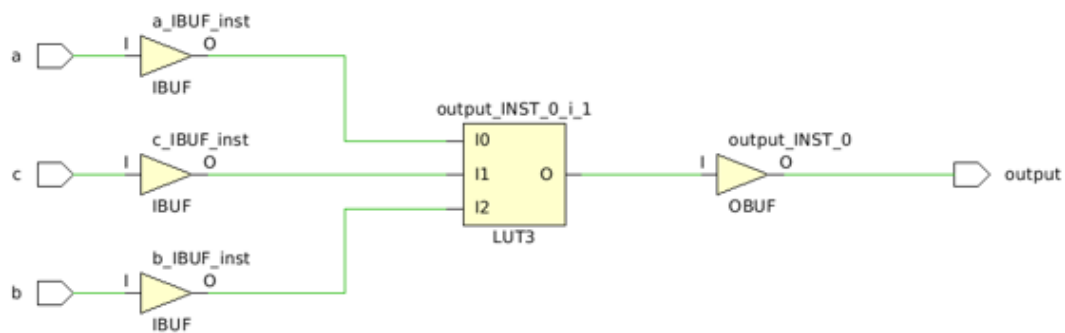 a_IBUF_inst
a
I
O
IBUF
output_INST_0_i_1
c_IBUF_inst
c
I
O
IBUF
I0
I1
I2
O
LUT3
output_INST_0
I
O
OBUF
output
b_IBUF_inst
b
I
O
IBUF